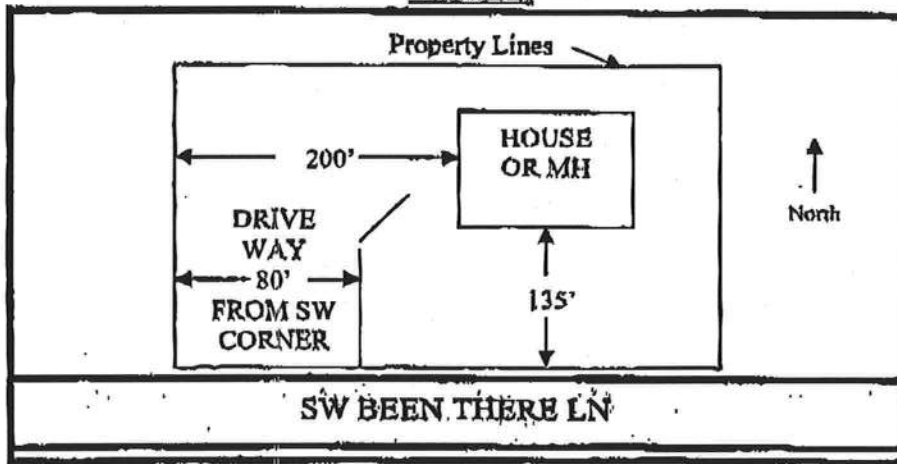 Property Lines
HOUSE
OR MH
200'
North
DRIVE
WAY
80'
FROM SW
CORNER
135'
SW BEEN THERE LN